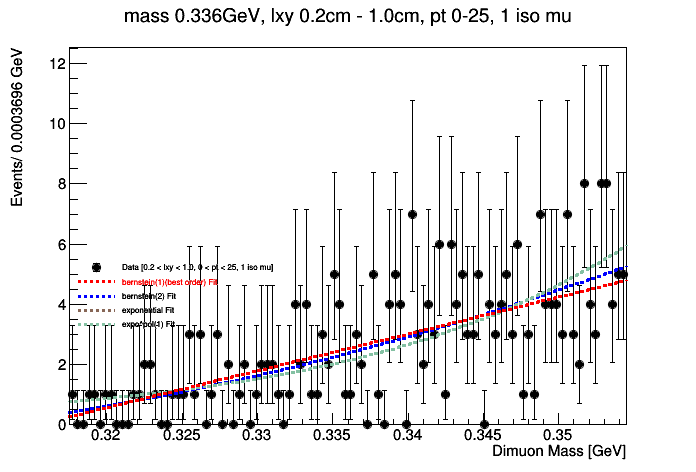 mass 0.336GeV, lxy 0.2cm - 1.0cm, pt 0-25, 1 iso mu
Events/ 0.0003696 GeV
12
10
8
6
4
2
0
Data [0.2 < lxy < 1.0, 0 < pt < 25, 1 iso mu]
bernstein(1)(best order) Fit
bernstein(2) Fit
exponential Fit
expo*pol(1) Fit
0.32 0.325 0.33 0.335 0.34 0.345 0.35
Dimuon Mass [GeV]